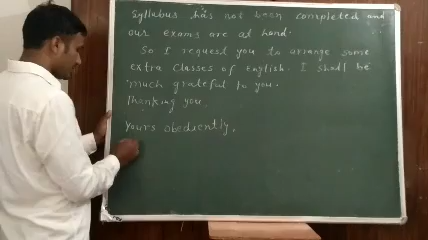 Syllabus has not been completed and
our exams are at hand.
So I request you to arrange some
extra classes of English. I shall be
much grateful to you.
Thanking you.
Yours obediently,